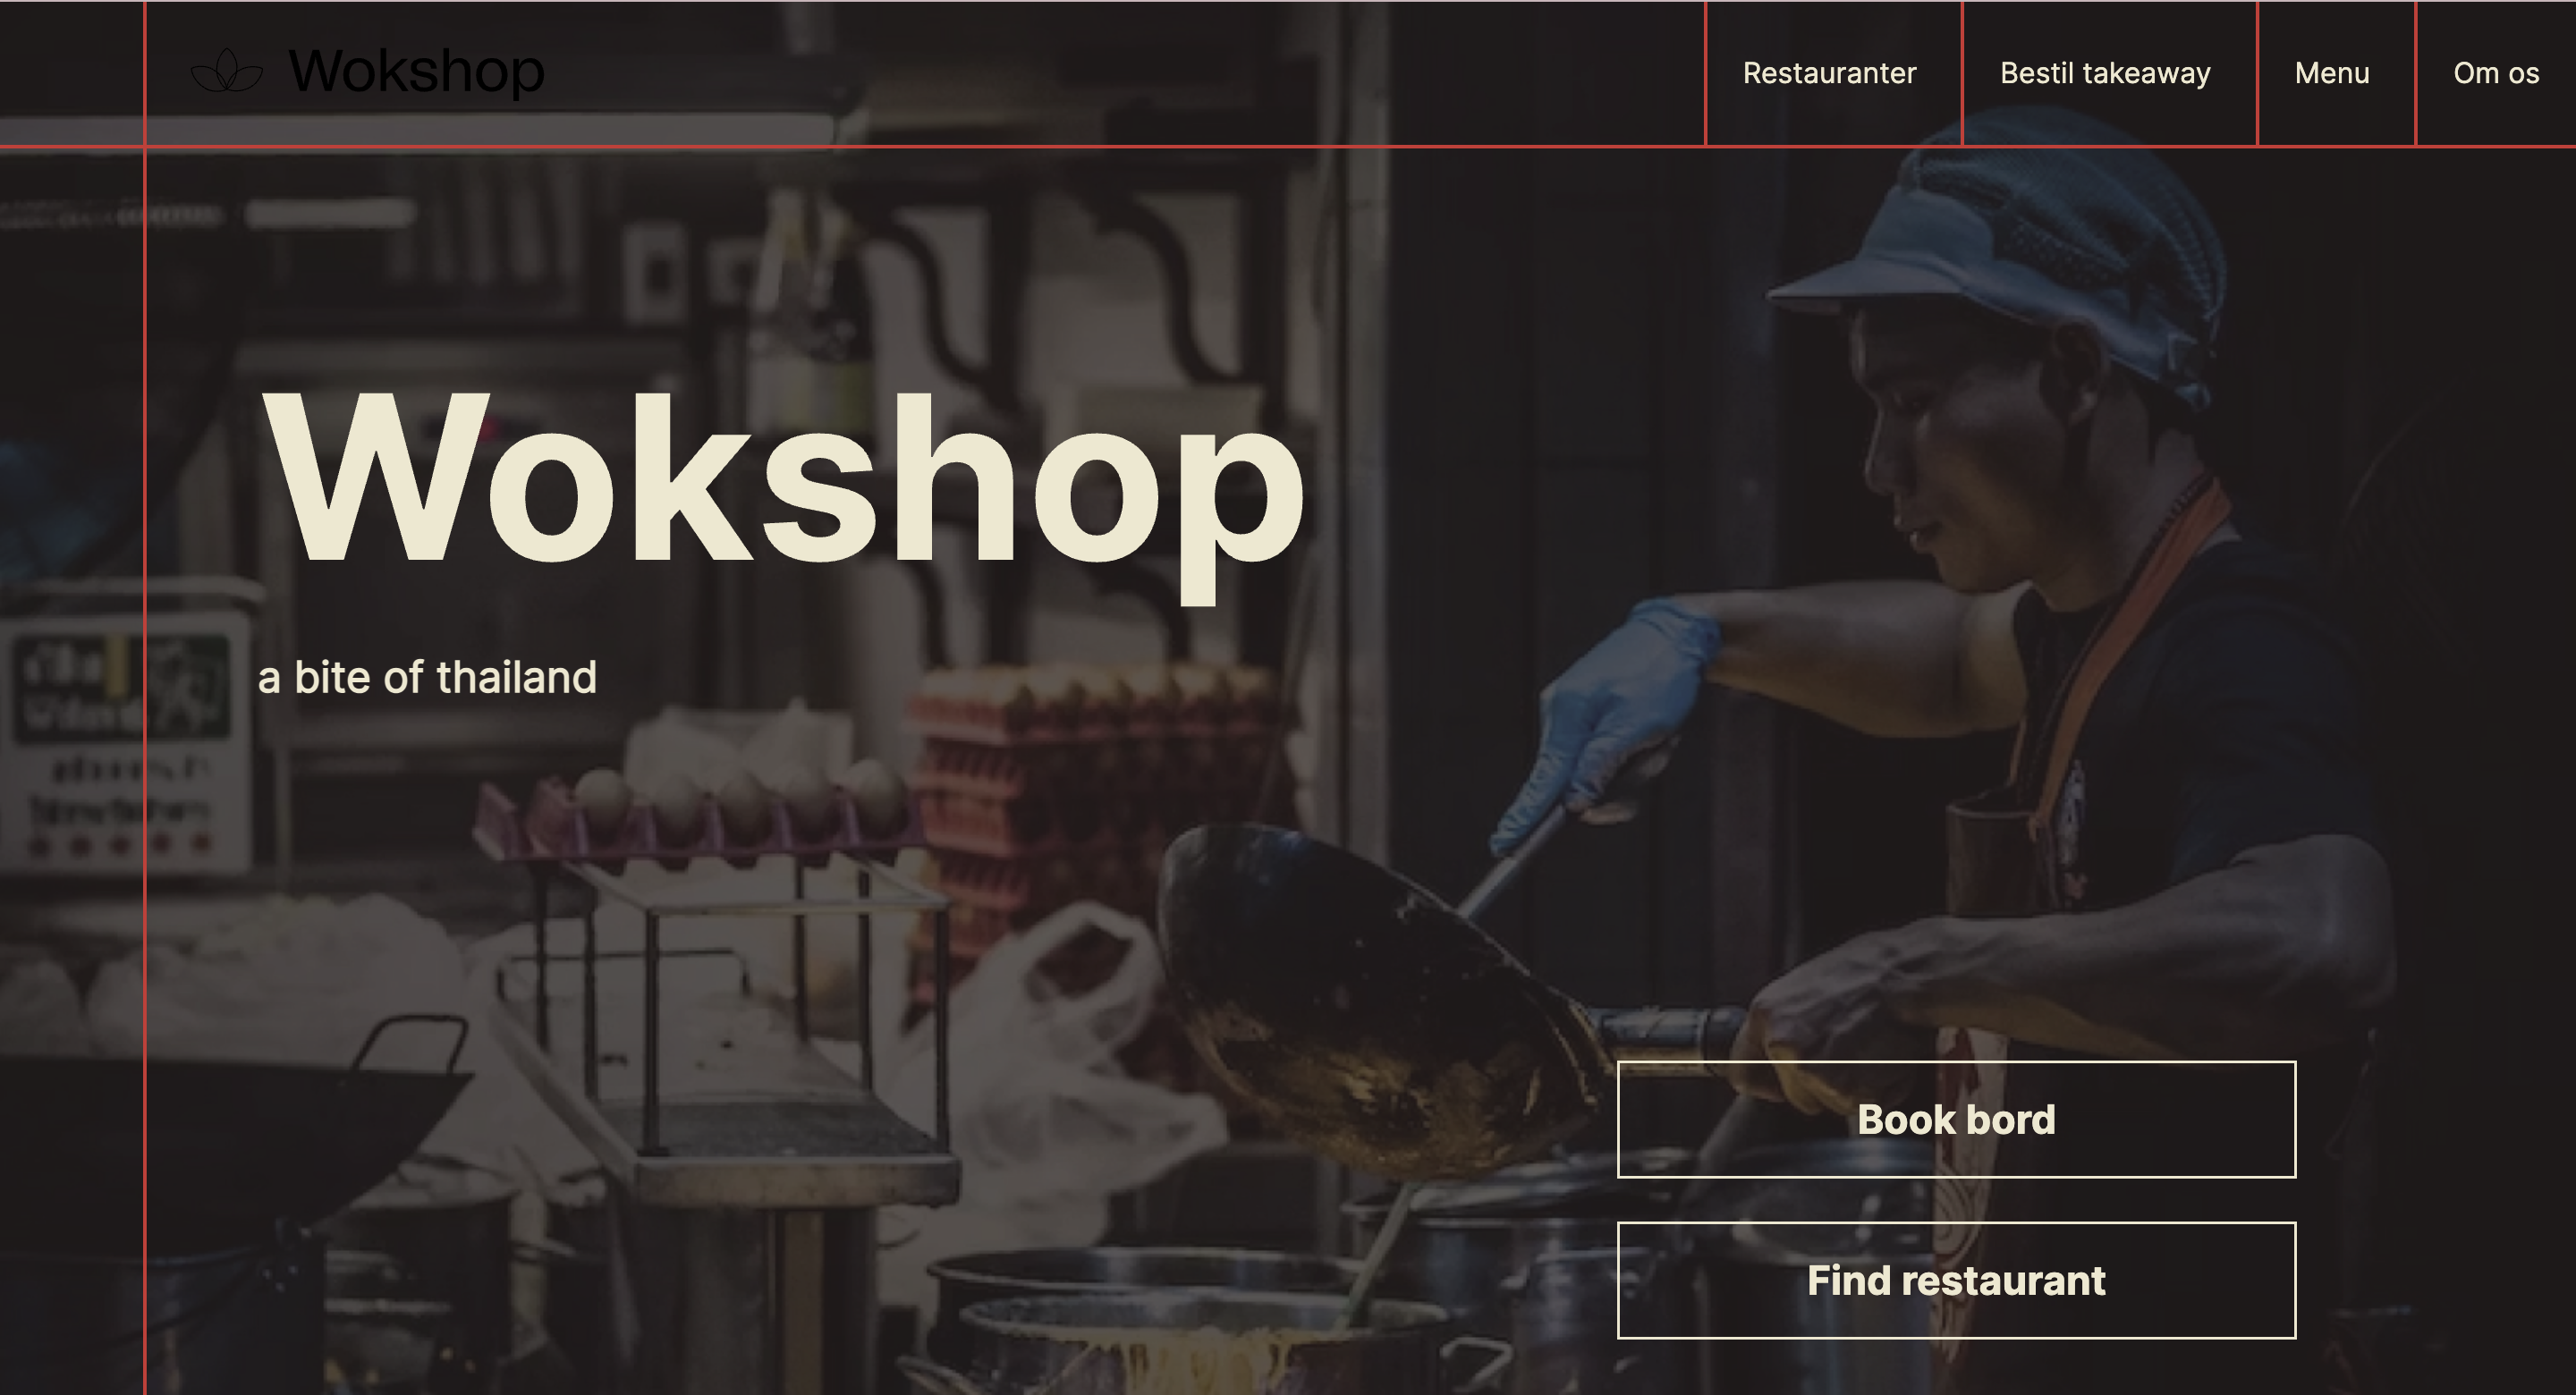 Wokshop
Restauranter
Bestil takeaway
Menu
Om os
Wokshop
a bite of thailand
Book bord
Find restaurant